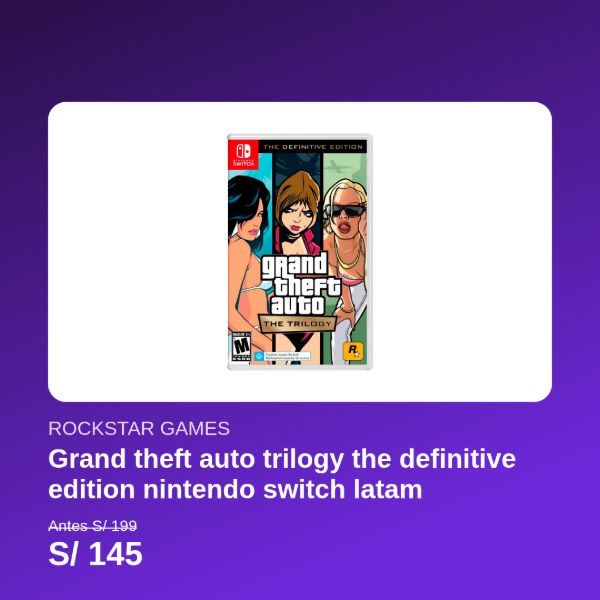 THE DEFINITIVE EDITION
NINTENDO
SWITCH
grand
theft
auto
THE TRILOGY
M
R
ROCKSTAR GAMES
Grand theft auto trilogy the definitive
edition nintendo switch latam
Antes S/ 199
S/ 145